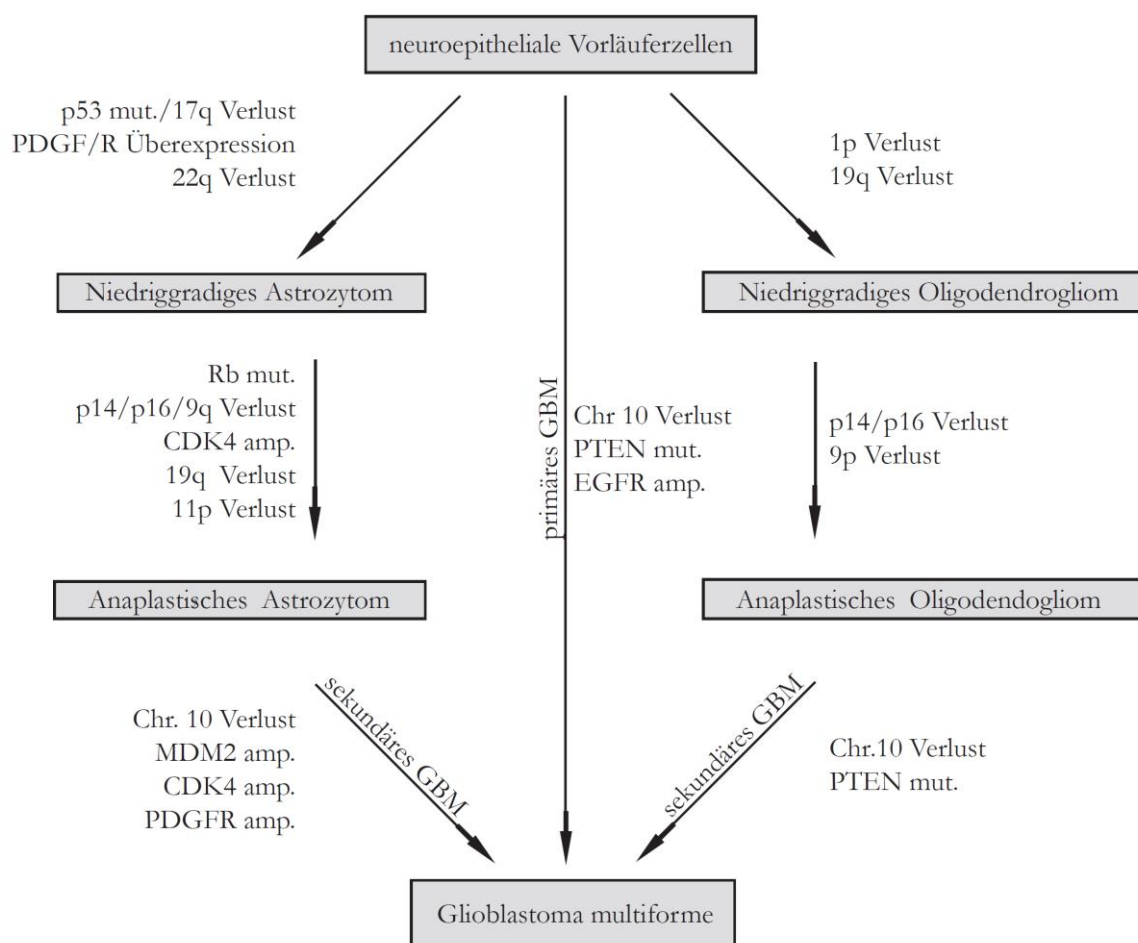 neuroepitheliale Vorläuferzellen
p53 mut./17q Verlust
PDGF/R Überexpression
22q Verlust
1p Verlust
19q Verlust
Niedriggradiges Astrozytom
Niedriggradiges Oligodendrogliom
Rb mut.
p14/p16/9q Verlust
CDK4 amp.
19q Verlust
11p Verlust
primäres GBM
Chr 10 Verlust
PTEN mut.
EGFR amp.
p14/p16 Verlust
9p Verlust
Anaplastisches Astrozytom
Anaplastisches Oligodendogliom
Chr. 10 Verlust
MDM2 amp.
CDK4 amp.
PDGFR amp.
sekundäres GBM
sekundäres GBM
Chr.10 Verlust
PTEN mut.
Glioblastoma multiforme